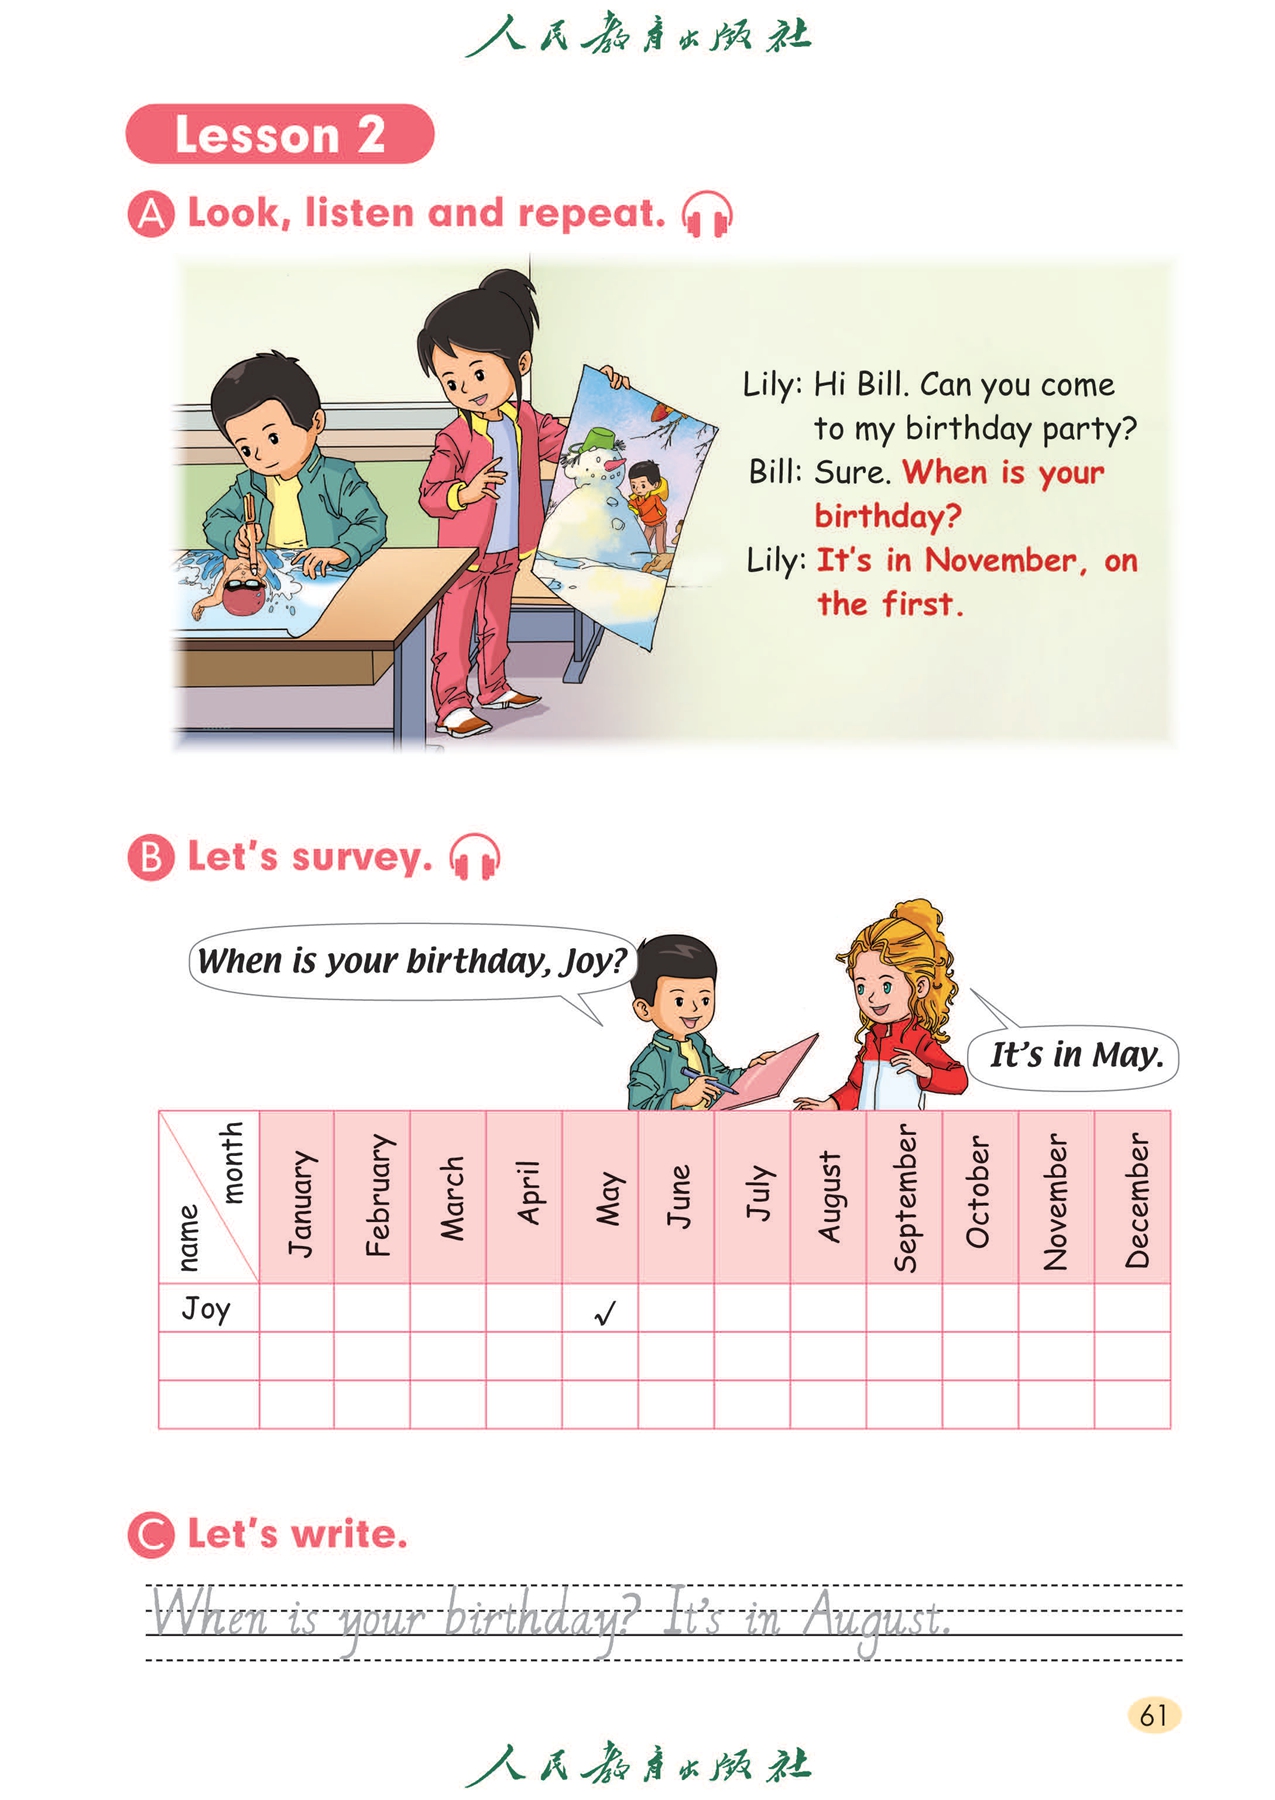 人民教育出版社
Lesson 2
A Look, listen and repeat.
Lily: Hi Bill. Can you come
to my birthday party?
Bill: Sure. When is your
birthday?
Lily: It's in November, on
the first.
B Let's survey.
When is your birthday, Joy?
It's in May.
name month January February March April May June July August September October November December
Joy ✓
C Let's write.
When is your birthday? It's in August.
61
人民教育出版社